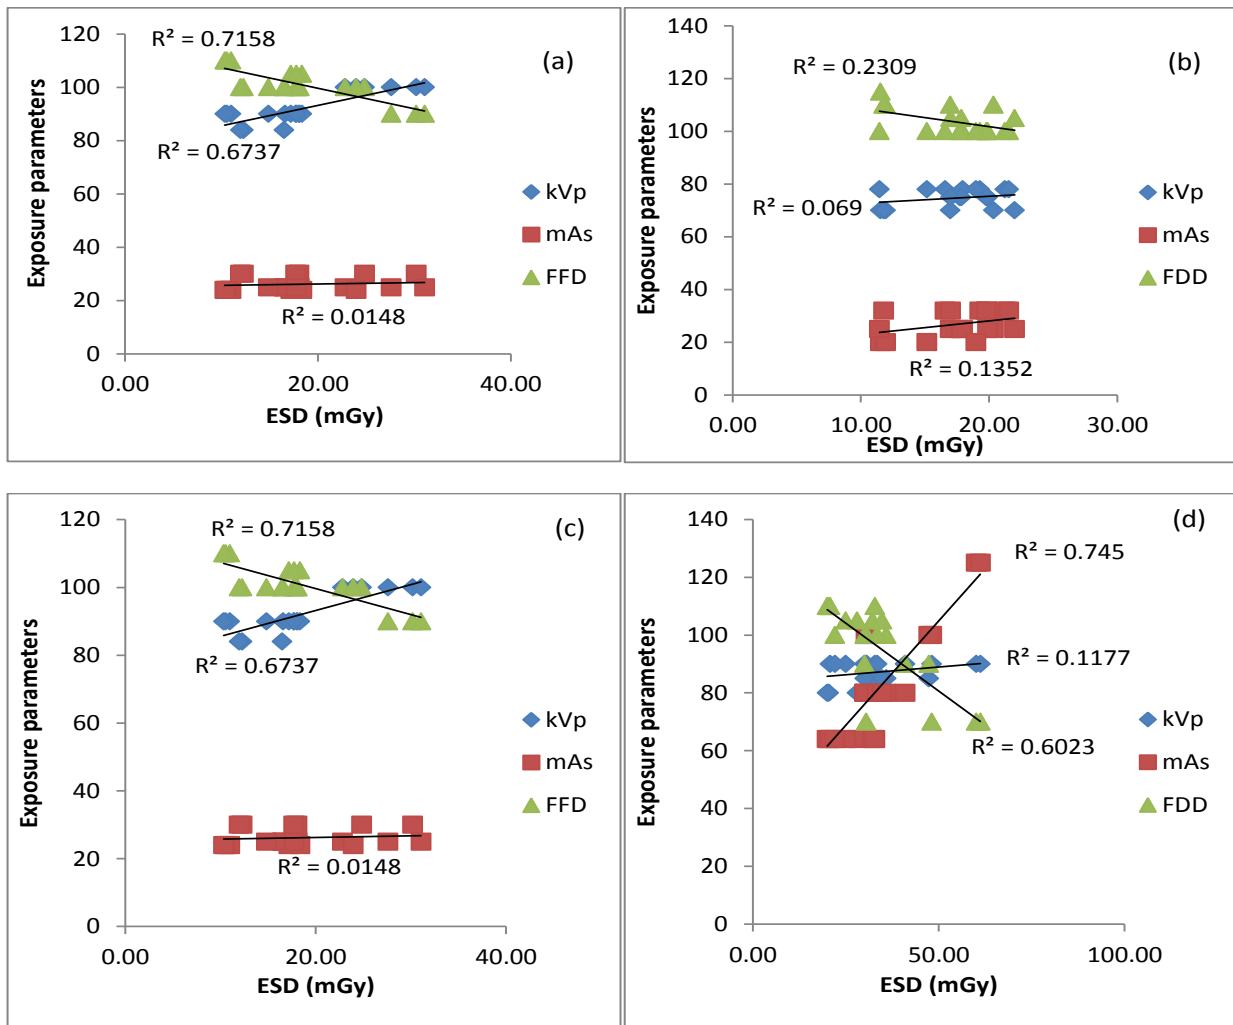 (a)
R² = 0.7158
R² = 0.6737
R² = 0.0148
120
100
80
60
40
20
0
0.00 20.00 40.00
Exposure parameters
ESD (mGy)
kVp
mAs
FFD
(b)
R² = 0.2309
R² = 0.069
R² = 0.1352
140
120
100
80
60
40
20
0
0.00 10.00 20.00 30.00
Exposure parameters
ESD (mGy)
kVp
mAs
FDD
(c)
R² = 0.7158
R² = 0.6737
R² = 0.0148
120
100
80
60
40
20
0
0.00 20.00 40.00
Exposure parameters
ESD (mGy)
kVp
mAs
FFD
(d)
R² = 0.745
R² = 0.1177
R² = 0.6023
140
120
100
80
60
40
20
0
0.00 50.00 100.00
Exposure parameters
ESD (mGy)
kVp
mAs
FDD